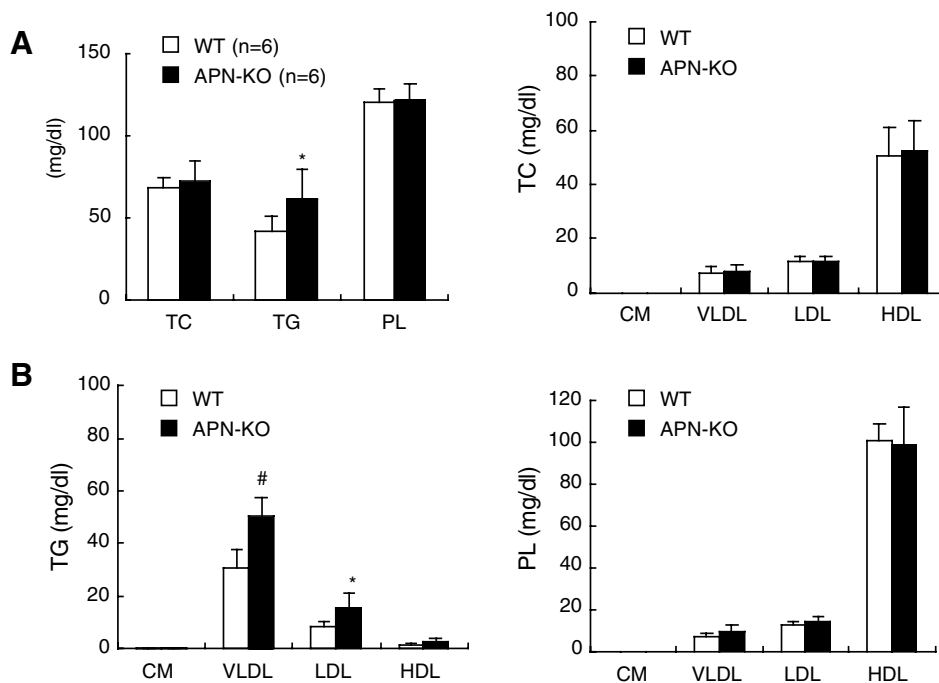 A
WT (n=6)
APN-KO (n=6)
150
100
50
0
(mg/dl)
*
TC TG PL
WT
APN-KO
100
80
60
40
20
0
TC (mg/dl)
CM VLDL LDL HDL
B
WT
APN-KO
100
80
60
40
20
0
TG (mg/dl)
#
*
CM VLDL LDL HDL
WT
APN-KO
120
100
80
60
40
20
0
PL (mg/dl)
CM VLDL LDL HDL